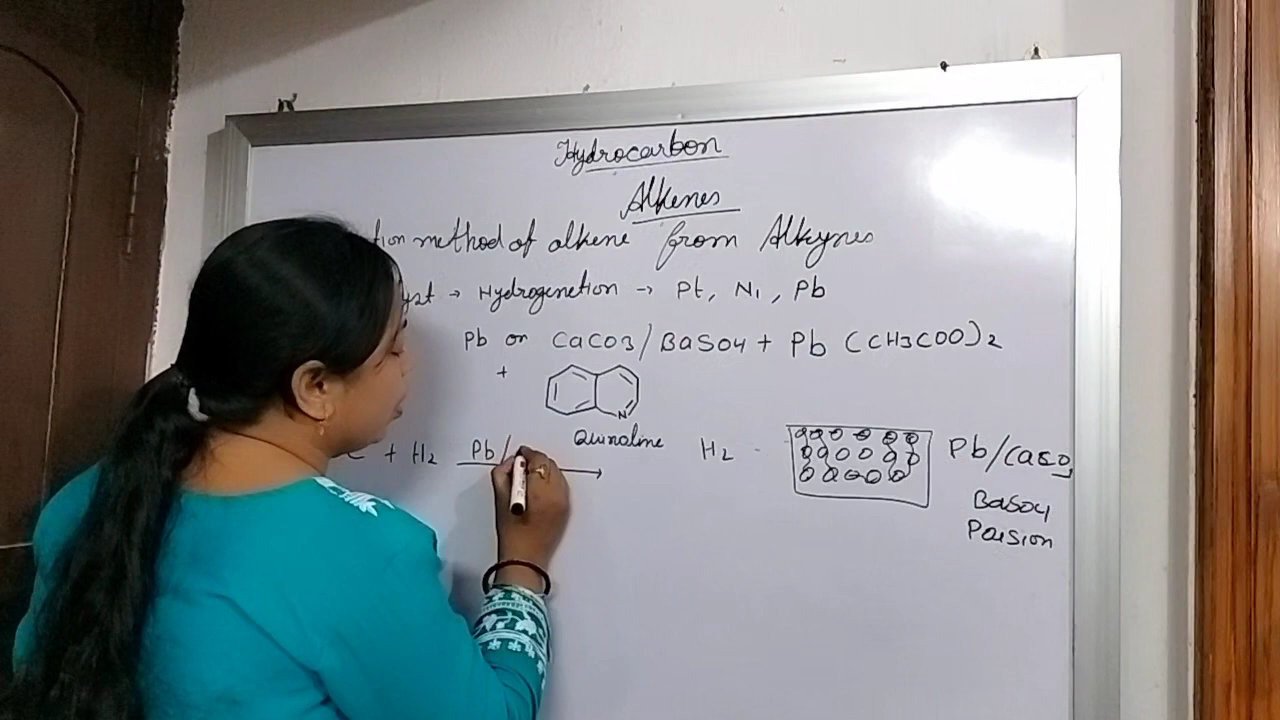 Hydrocarbon
Alkenes
tion method of alkene from Alkynes
yst → Hydrogenetion → Pt, Ni, Pb
Pb or CaCO3/BaSO4 + Pb (CH3COO)2
+
N
Quinoline
C + H2 Pb/ → H2 -
Pb/CaCO3
BaSO4
Poision